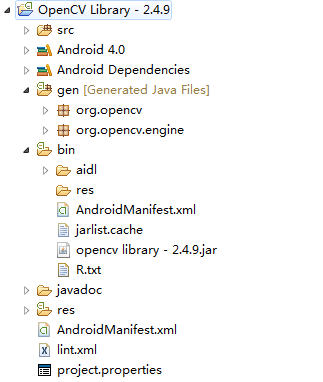 OpenCV Library - 2.4.9
src
Android 4.0
Android Dependencies
gen [Generated Java Files]
org.opencv
org.opencv.engine
bin
aidl
res
AndroidManifest.xml
jarlist.cache
opencv library - 2.4.9.jar
R.txt
javadoc
res
AndroidManifest.xml
lint.xml
project.properties